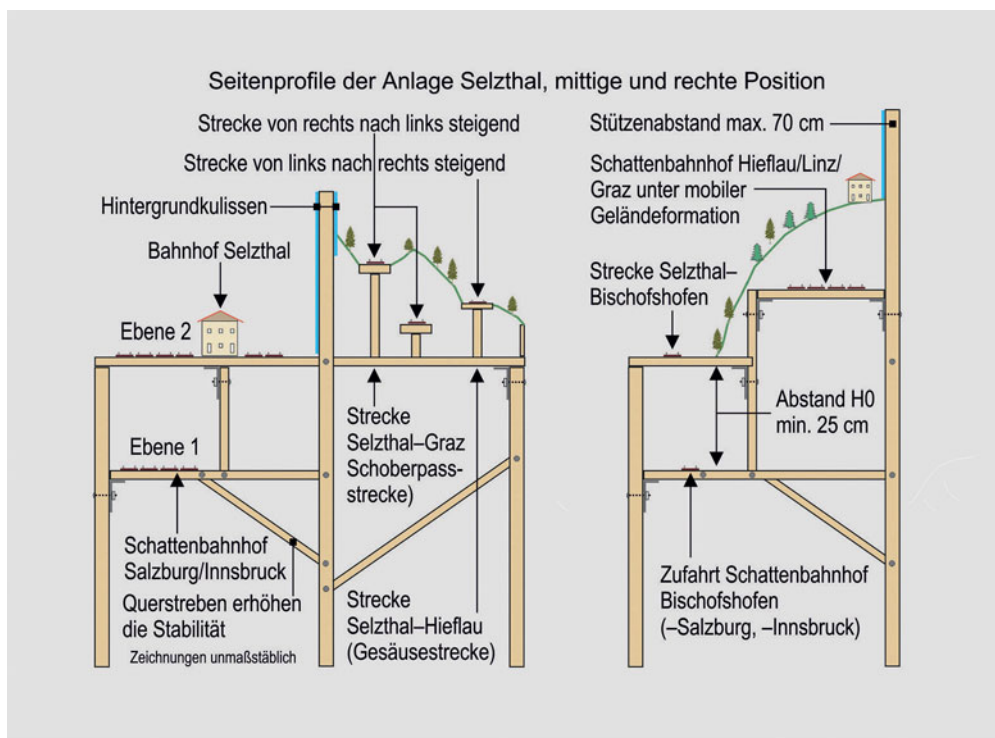 Seitenprofile der Anlage Selzthal, mittige und rechte Position
Strecke von rechts nach links steigend
Strecke von links nach rechts steigend
Hintergrundkulissen
Bahnhof Selzthal
Ebene 2
Ebene 1
Strecke
Selzthal–Graz
Schoberpass-
strecke)
Schattenbahnhof
Salzburg/Innsbruck
Querstreben erhöhen
die Stabilität
Zeichnungen unmaßstäblich
Strecke
Selzthal–Hieflau
(Gesäusestrecke)
Stützenabstand max. 70 cm
Schattenbahnhof Hieflau/Linz/
Graz unter mobiler
Geländeformation
Strecke Selzthal–
Bischofshofen
Abstand H0
min. 25 cm
Zufahrt Schattenbahnhof
Bischofshofen
(–Salzburg, –Innsbruck)